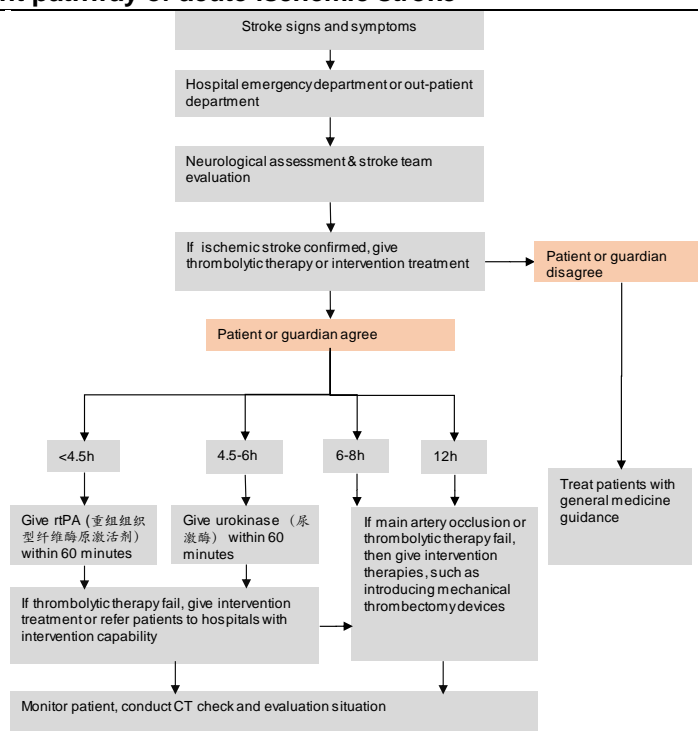 pathway of acute ischemic stroke
Stroke signs and symptoms
Hospital emergency department or out-patient
department
Neurological assessment & stroke team
evaluation
If ischemic stroke confirmed, give
thrombolytic therapy or intervention treatment
Patient or guardian
disagree
Patient or guardian agree
<4.5h
4.5-6h
6-8h
12h
Give rtPA (重组组织
型纤维酶原激活剂)
within 60 minutes
Give urokinase （尿
激酶）within 60
minutes
If main artery occlusion or
thrombolytic therapy fail,
then give intervention
therapies, such as
introducing mechanical
thrombectomy devices
Treat patients with
general medicine
guidance
If thrombolytic therapy fail, give intervention
treatment or refer patients to hospitals with
intervention capability
Monitor patient, conduct CT check and evaluation situation